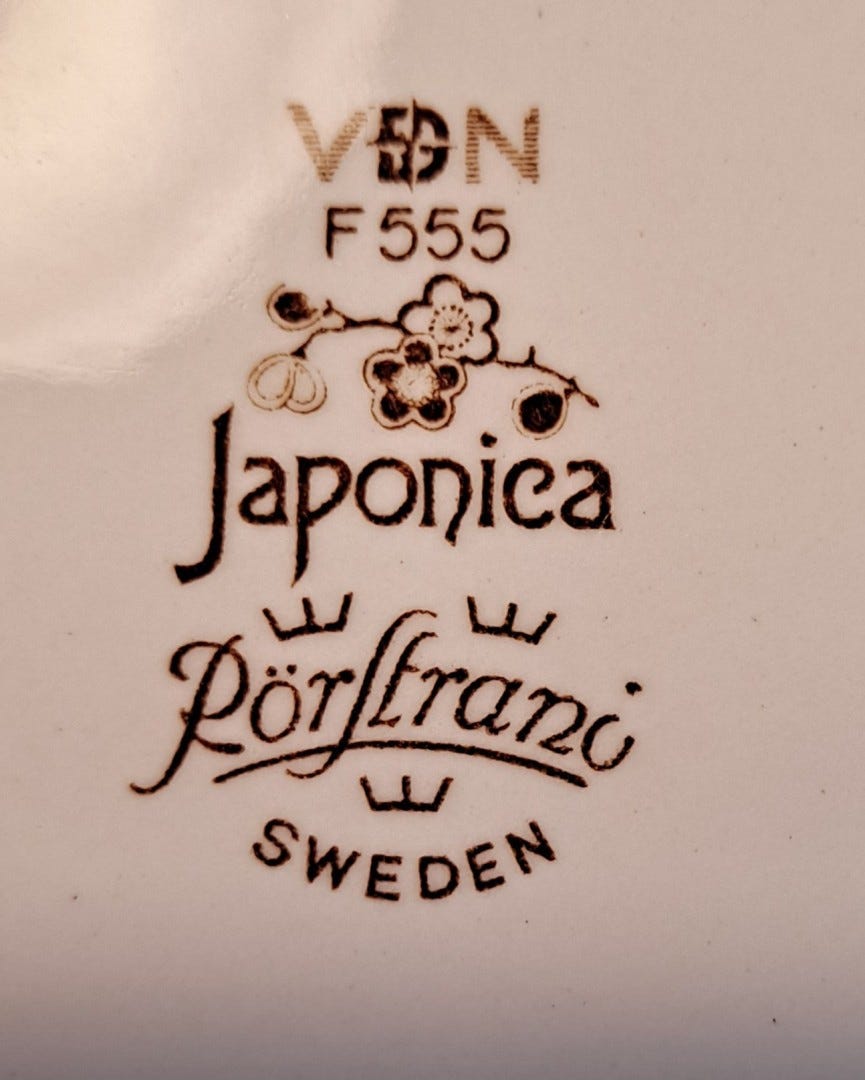 VDN
F555
Japonica
Rörstrand
SWEDEN